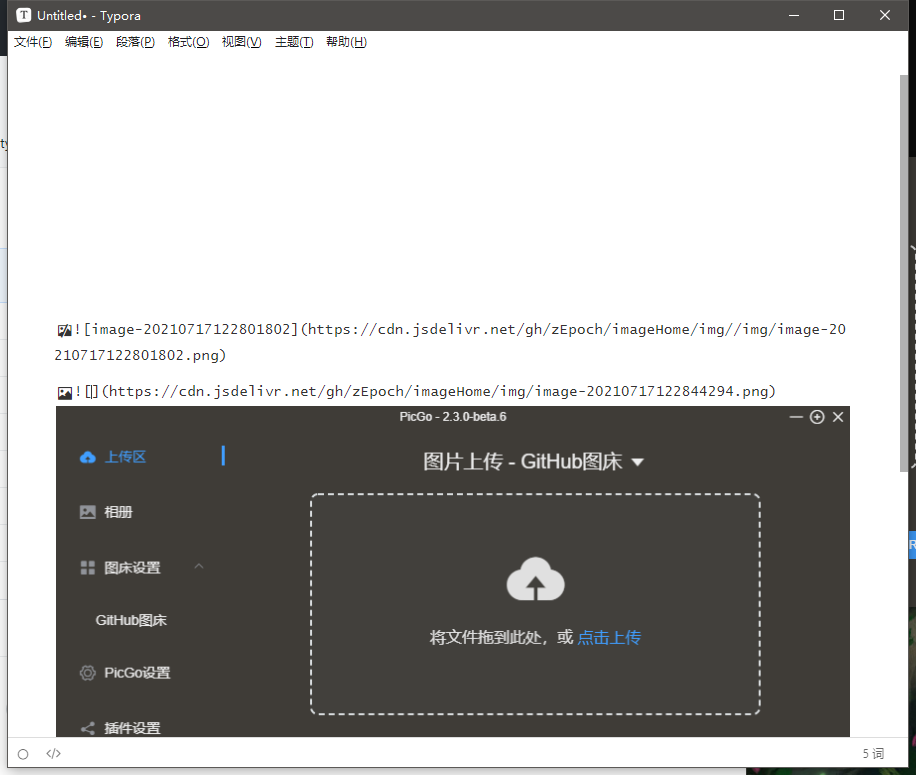 Untitled• - Typora
文件(F) 编辑(E) 段落(P) 格式(O) 视图(V) 主题(T) 帮助(H)
![image-20210717122801802](https://cdn.jsdelivr.net/gh/zEpoch/imageHome/img//img/image-20
210717122801802.png)
![](https://cdn.jsdelivr.net/gh/zEpoch/imageHome/img/image-20210717122844294.png)
PicGo - 2.3.0-beta.6
上传区
图片上传 - GitHub图床
相册
图床设置
GitHub图床
将文件拖到此处，或 点击上传
PicGo设置
插件设置
</> 5 词